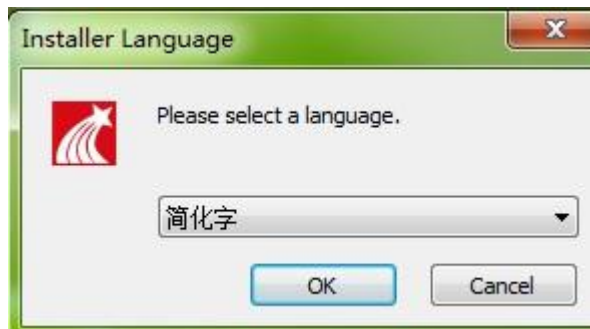 Installer Language
Please select a language.
简化字
OK
Cancel